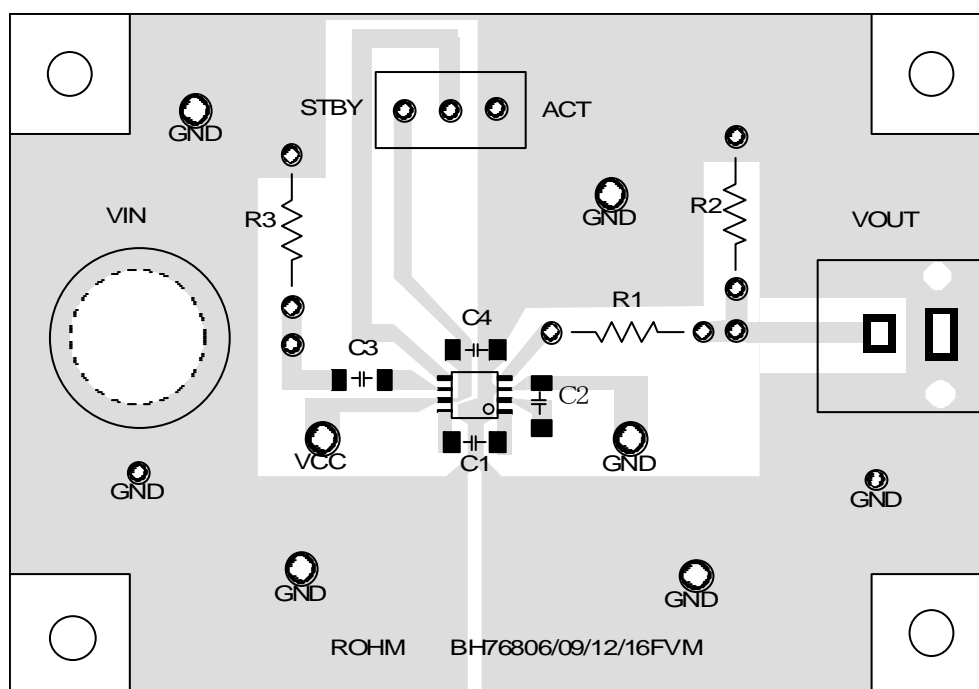 STBY
ACT
GND
R3
VIN
GND
R2
VOUT
R1
C4
C3
C2
VCC
C1
GND
GND
GND
GND
GND
ROHM BH76806/09/12/16FVM